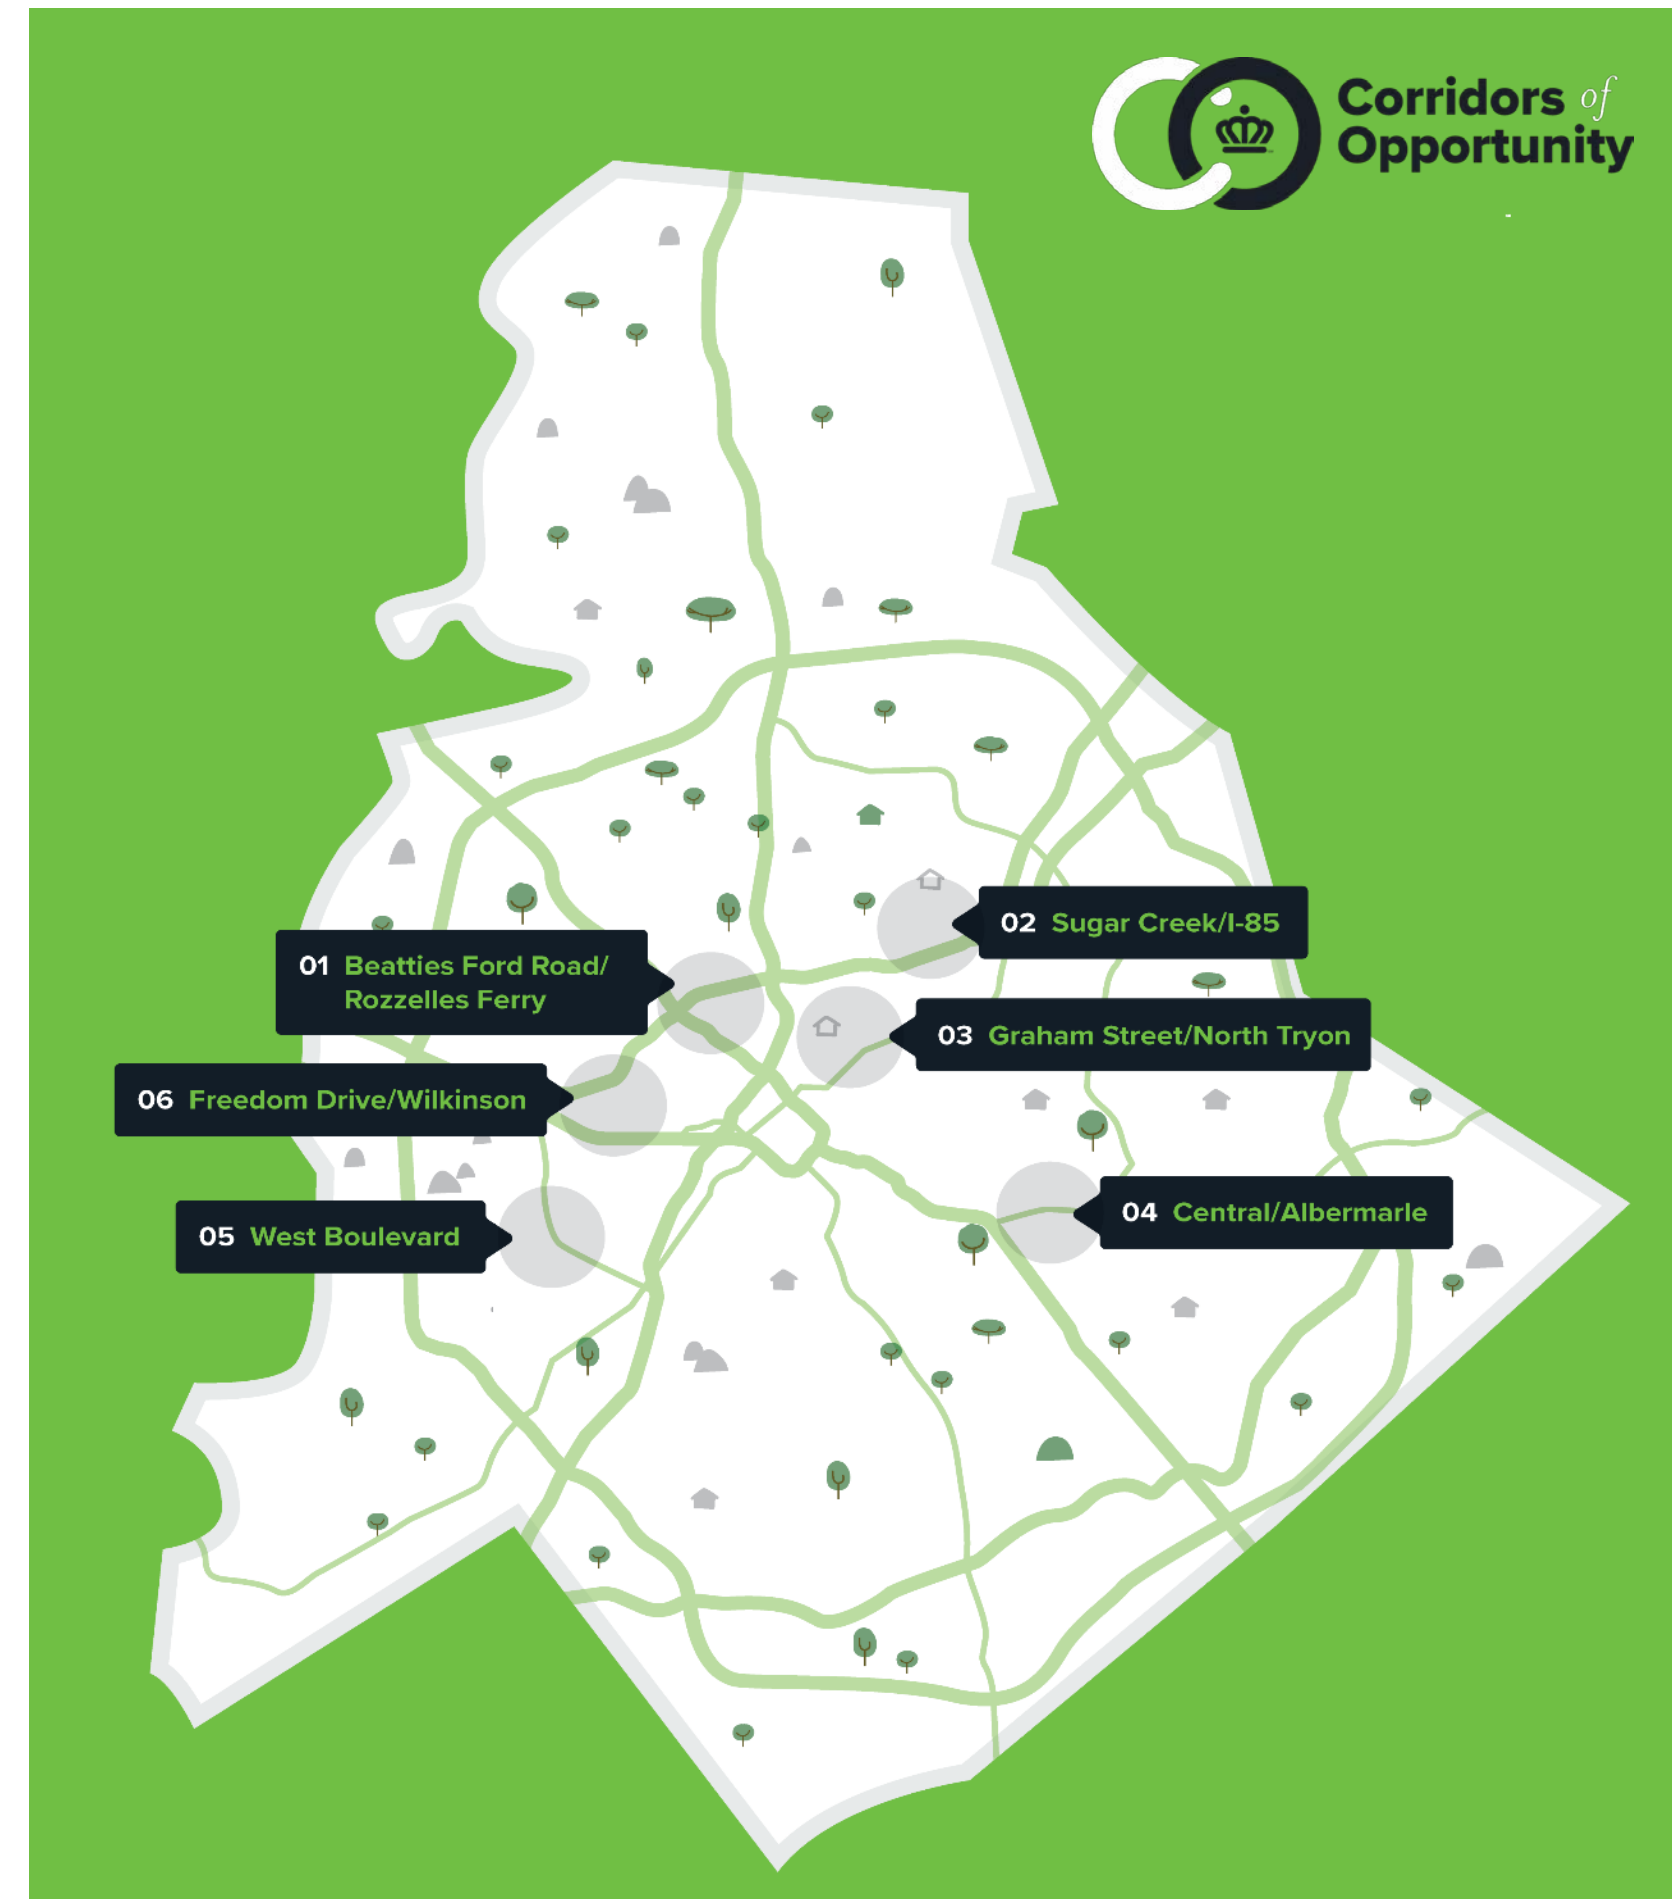 Corridors of
Opportunity
02 Sugar Creek/I-85
01 Beatties Ford Road/
Rozzelles Ferry
03 Graham Street/North Tryon
06 Freedom Drive/Wilkinson
04 Central/Albermarle
05 West Boulevard